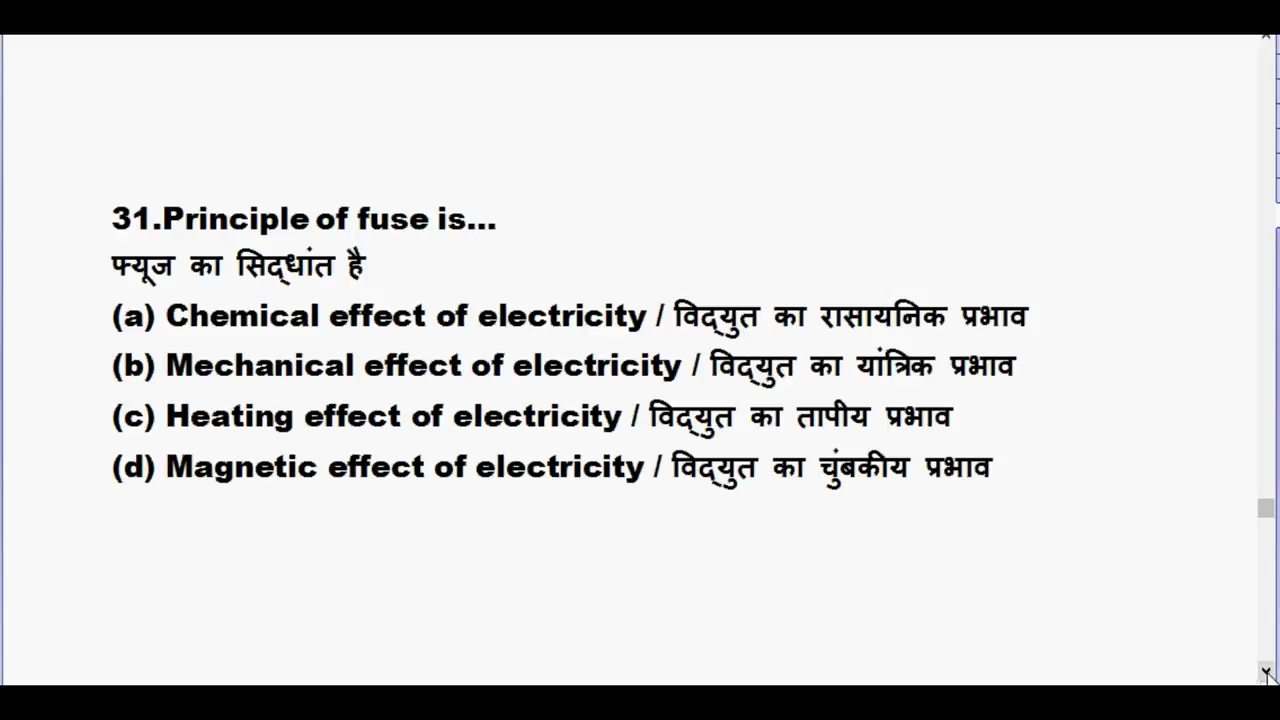 31.Principle of fuse is...
फ्यूज का सिद्धांत है
(a) Chemical effect of electricity / विद्युत का रासायनिक प्रभाव
(b) Mechanical effect of electricity / विद्युत का यांत्रिक प्रभाव
(c) Heating effect of electricity / विद्युत का तापीय प्रभाव
(d) Magnetic effect of electricity / विद्युत का चुंबकीय प्रभाव